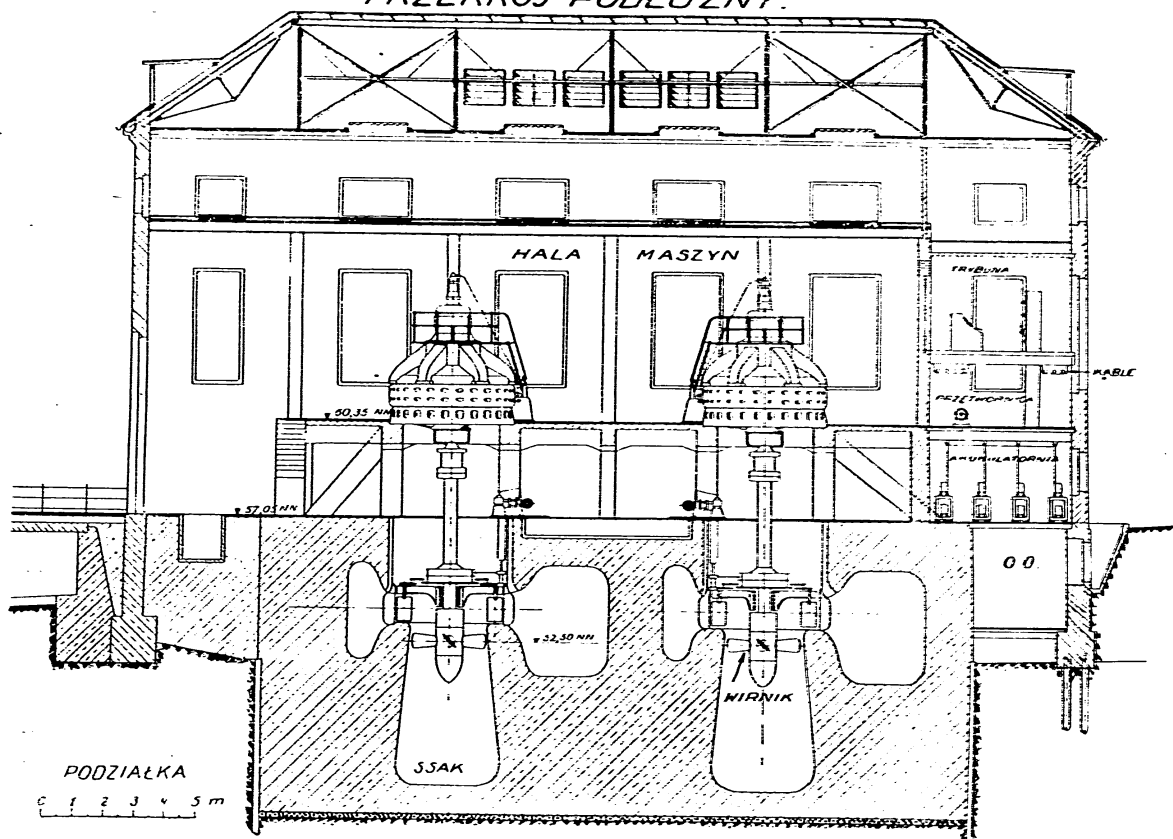 PRZEKRÓJ PODŁUŻNY.
HALA MASZYN
TRYBUNA
KABLE
PRZETWORNICA
60,35 NN
AKUMULATORNIA
57,05 NN
O O.
52,50 NN
WIRNIK
SSAK
PODZIAŁKA
0 1 2 3 4 5 m